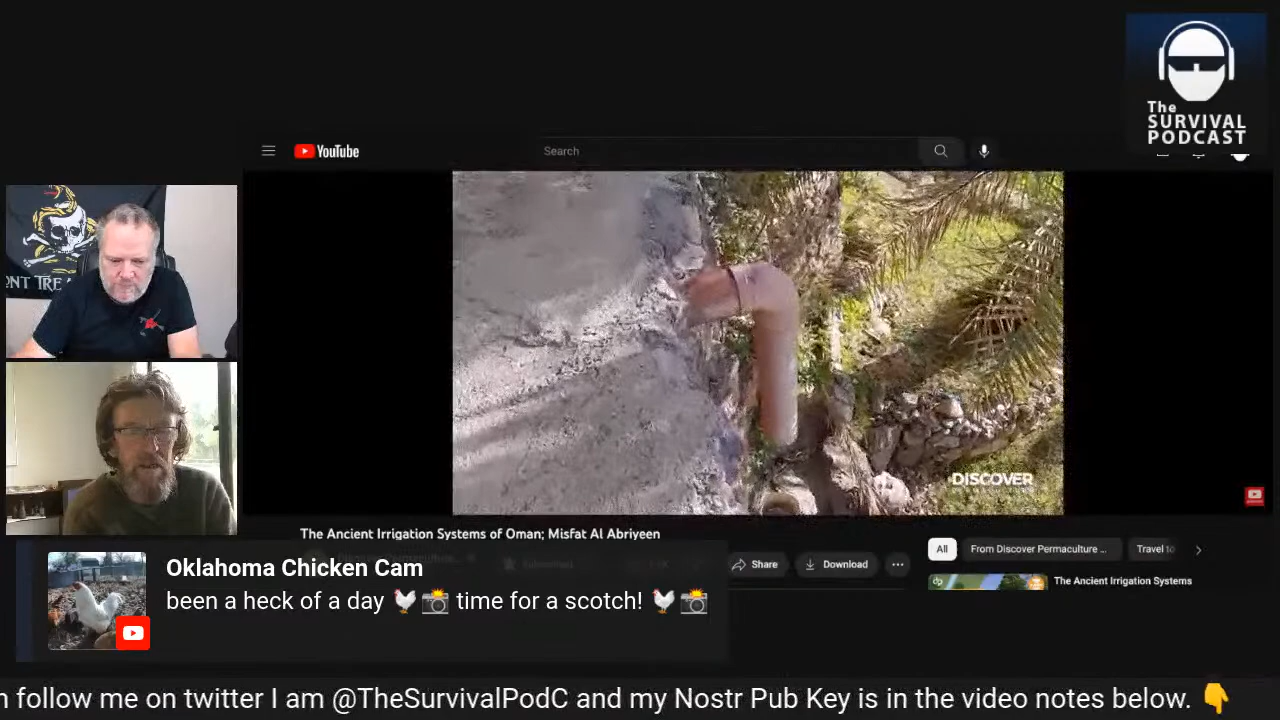 The
SURVIVAL
PODCAST
YouTube
Search
ONT TRE
DISCOVER
The Ancient Irrigation Systems of Oman; Misfat Al Abriyeen
Share
Download
All
From Discover Permaculture ...
Travel to
The Ancient Irrigation Systems
Oklahoma Chicken Cam
been a heck of a day 🐓📸 time for a scotch! 🐓📸
n follow me on twitter I am @TheSurvivalPodC and my Nostr Pub Key is in the video notes below. 👇